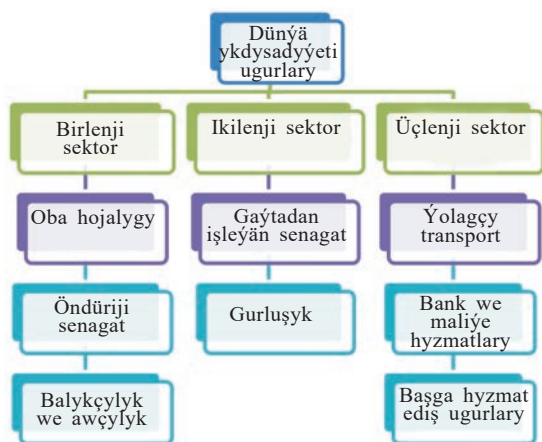 Dünýä
ykdysadyýeti
ugurlary
Birlenji
sektor
Ikilenji sektor
Üçlenji sektor
Oba hojalygy
Gaýtadan
işleýän senagat
Ýolagçy
transport
Öndüriji
senagat
Gurluşyk
Bank we
maliýe
hyzmatlary
Balykçylyk
we awçylyk
Başga hyzmat
ediş ugurlary